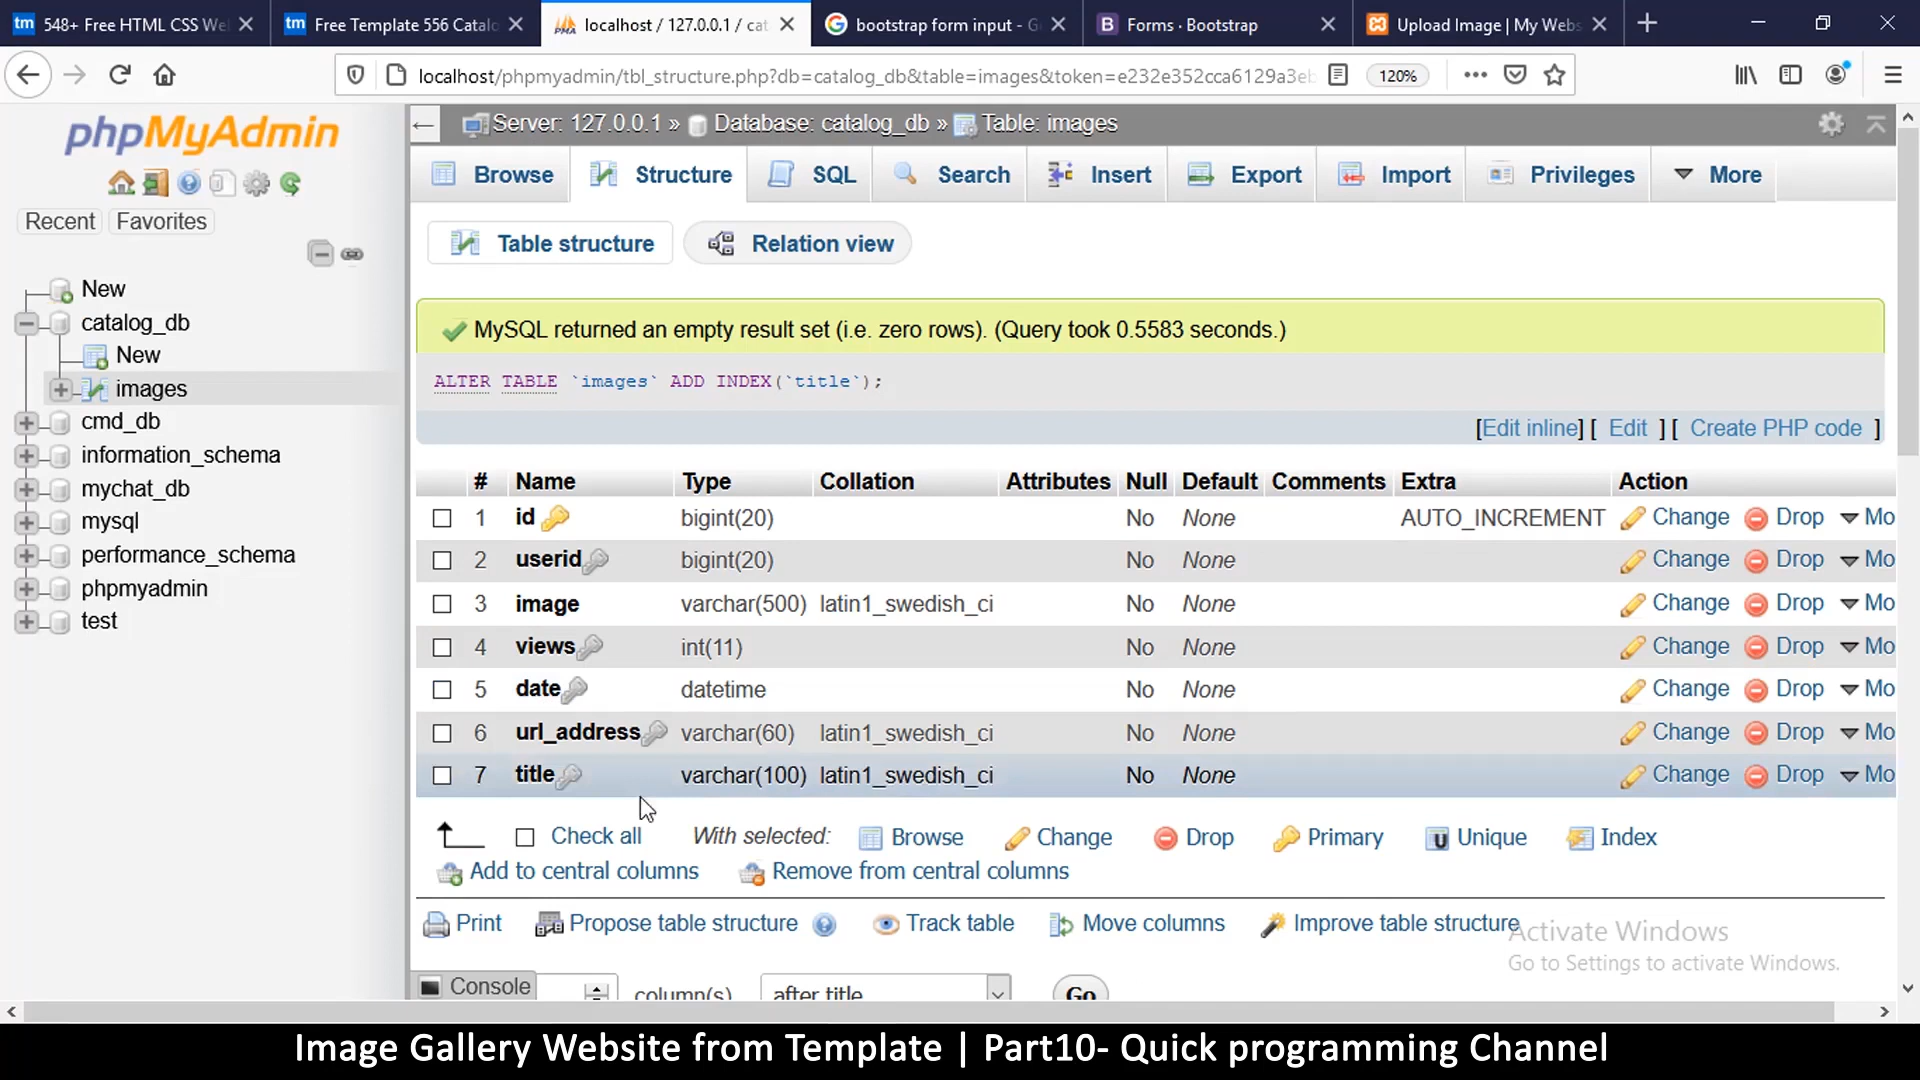 548+ Free HTML CSS We
Free Template 556 Catalo
localhost / 127.0.0.1 / cat
bootstrap form input - G
Forms · Bootstrap
Upload Image | My Webs
localhost/phpmyadmin/tbl_structure.php?db=catalog_db&table=images&token=e232e352cca6129a3eb
120%
phpMyAdmin
Recent
Favorites
New
catalog_db
New
images
cmd_db
information_schema
mychat_db
mysql
performance_schema
phpmyadmin
test
Server: 127.0.0.1 » Database: catalog_db » Table: images
Browse Structure SQL Search Insert Export Import Privileges More
Table structure Relation view
MySQL returned an empty result set (i.e. zero rows). (Query took 0.5583 seconds.)
ALTER TABLE `images` ADD INDEX(`title`);
[Edit inline] [ Edit ] [ Create PHP code ]
# Name Type Collation Attributes Null Default Comments Extra Action
1 id bigint(20) No None AUTO_INCREMENT Change Drop Mo
2 userid bigint(20) No None Change Drop Mo
3 image varchar(500) latin1_swedish_ci No None Change Drop Mo
4 views int(11) No None Change Drop Mo
5 date datetime No None Change Drop Mo
6 url_address varchar(60) latin1_swedish_ci No None Change Drop Mo
7 title varchar(100) latin1_swedish_ci No None Change Drop Mo
Check all With selected: Browse Change Drop Primary Unique Index
Add to central columns Remove from central columns
Print Propose table structure Track table Move columns Improve table structure
Activate Windows
Go to Settings to activate Windows.
Console column(s) after title Go
Image Gallery Website from Template | Part10- Quick programming Channel